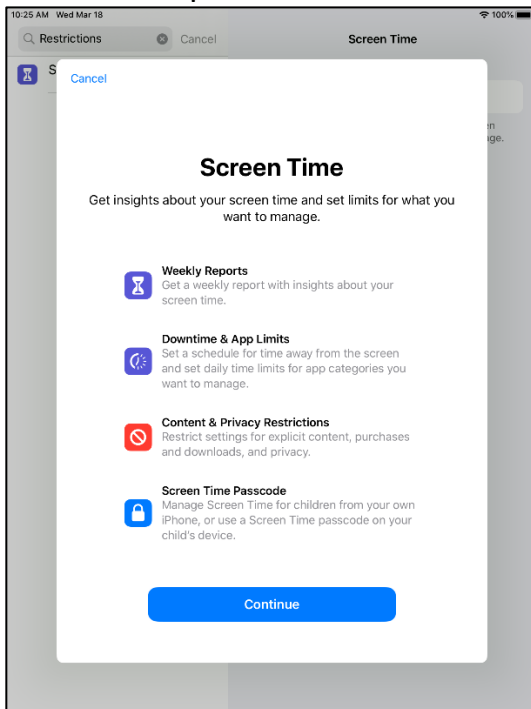 10:25 AM Wed Mar 18
100%
Restrictions
Cancel
Screen Time
S
Cancel
Screen Time
Get insights about your screen time and set limits for what you
want to manage.
Weekly Reports
Get a weekly report with insights about your
screen time.
Downtime & App Limits
Set a schedule for time away from the screen
and set daily time limits for app categories you
want to manage.
Content & Privacy Restrictions
Restrict settings for explicit content, purchases
and downloads, and privacy.
Screen Time Passcode
Manage Screen Time for children from your own
iPhone, or use a Screen Time passcode on your
child's device.
Continue